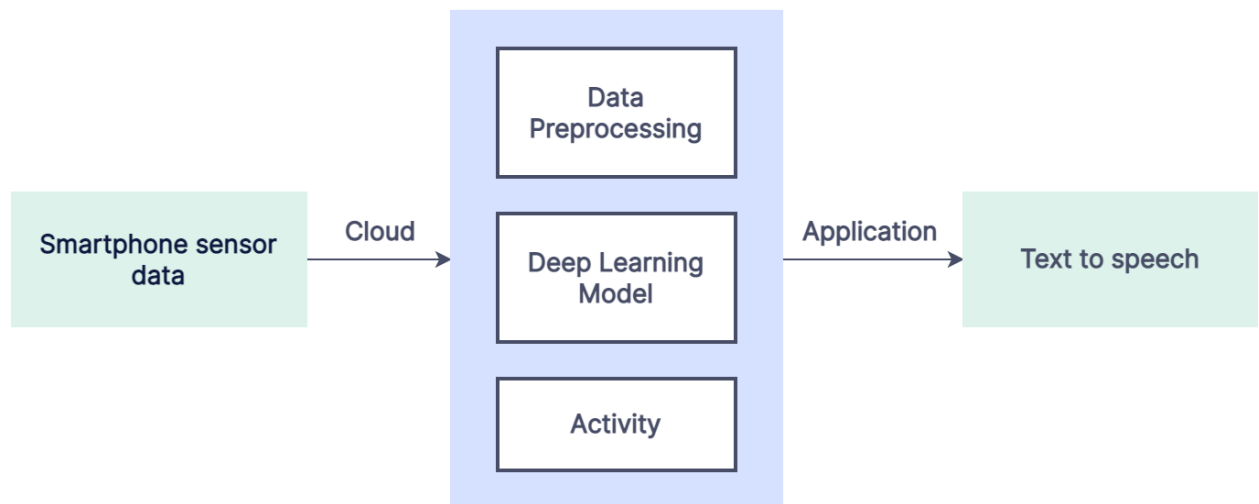 Smartphone sensor
data
Cloud
Data
Preprocessing
Deep Learning
Model
Activity
Application
Text to speech